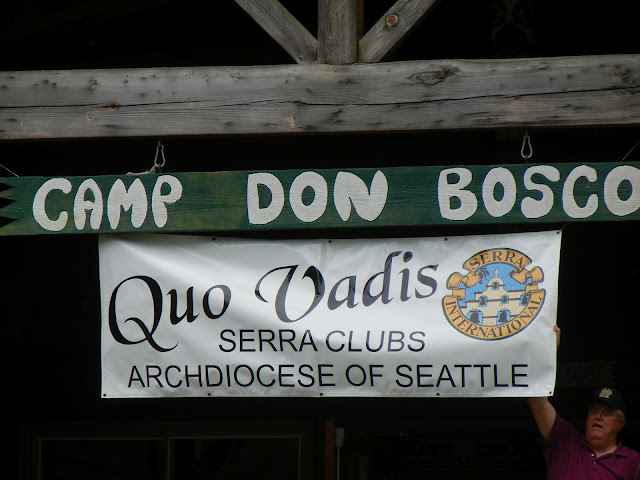 CAMP DON BOSCO
Quo Vadis
SERRA
INTERNATIONAL
SERRA CLUBS
ARCHDIOCESE OF SEATTLE